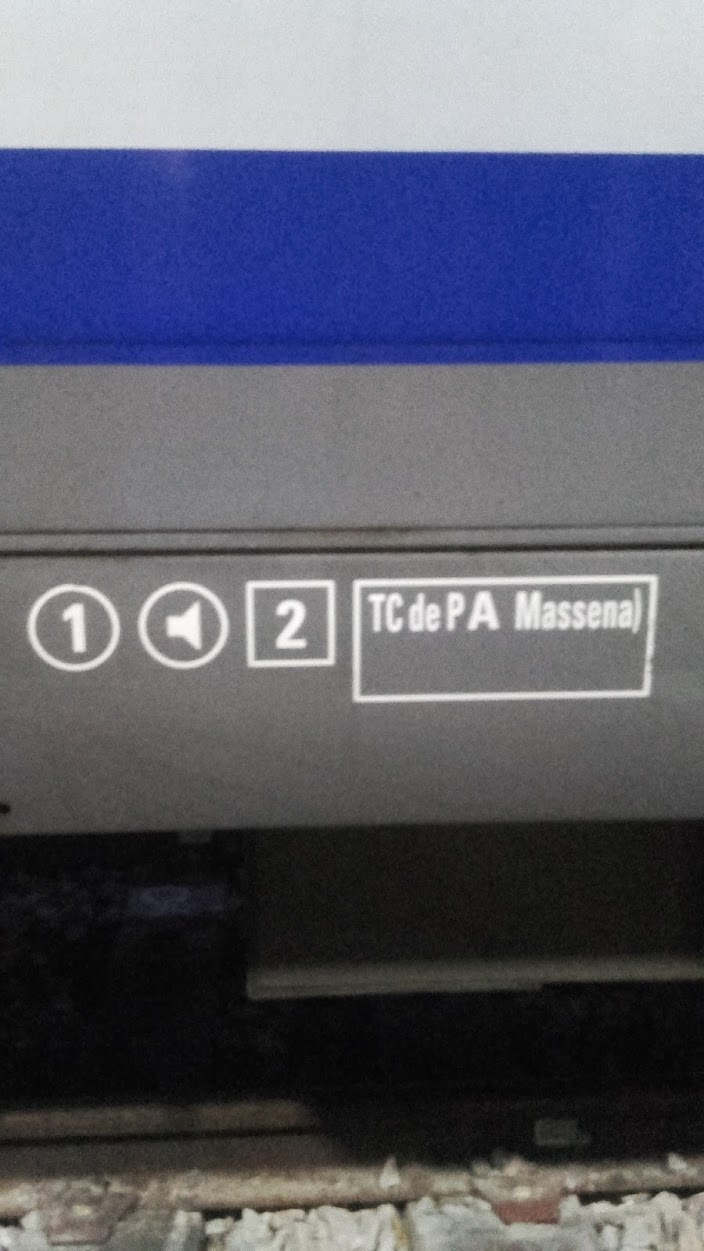 1 2 TC de PA Massena)